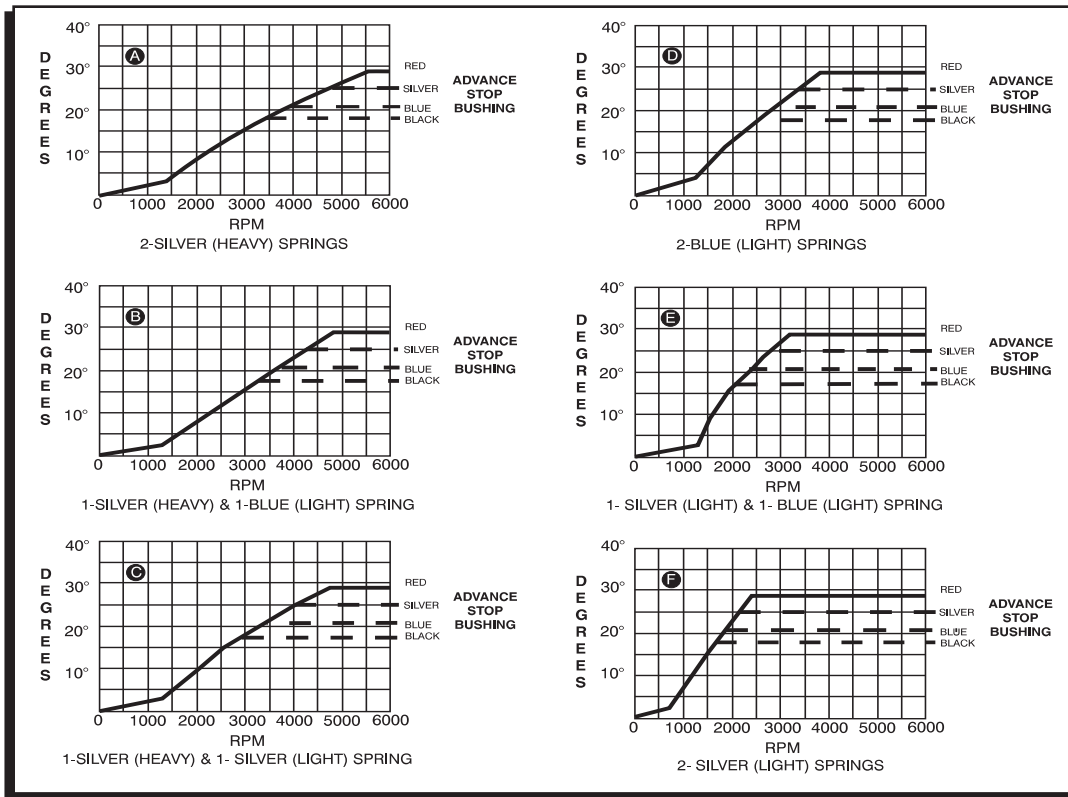 A
40°
30°
20°
10°
DEGREES
RED
SILVER
BLUE
BLACK
ADVANCE
STOP
BUSHING
0 1000 2000 3000 4000 5000 6000
RPM
2-SILVER (HEAVY) SPRINGS
D
40°
30°
20°
10°
DEGREES
RED
SILVER
BLUE
BLACK
ADVANCE
STOP
BUSHING
0 1000 2000 3000 4000 5000 6000
RPM
2-BLUE (LIGHT) SPRINGS
B
40°
30°
20°
10°
DEGREES
RED
SILVER
BLUE
BLACK
ADVANCE
STOP
BUSHING
0 1000 2000 3000 4000 5000 6000
RPM
1-SILVER (HEAVY) & 1-BLUE (LIGHT) SPRING
E
40°
30°
20°
10°
DEGREES
RED
SILVER
BLUE
BLACK
ADVANCE
STOP
BUSHING
0 1000 2000 3000 4000 5000 6000
RPM
1- SILVER (LIGHT) & 1- BLUE (LIGHT) SPRING
C
40°
30°
20°
10°
DEGREES
RED
SILVER
BLUE
BLACK
ADVANCE
STOP
BUSHING
0 1000 2000 3000 4000 5000 6000
RPM
1-SILVER (HEAVY) & 1- SILVER (LIGHT) SPRING
F
40°
30°
20°
10°
DEGREES
RED
SILVER
BLUE
BLACK
ADVANCE
STOP
BUSHING
0 1000 2000 3000 4000 5000 6000
RPM
2- SILVER (LIGHT) SPRINGS